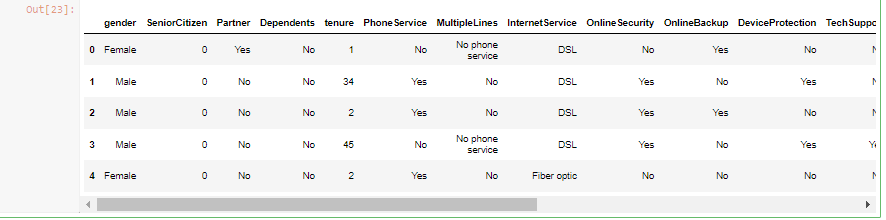 Out[23]:
gender SeniorCitizen Partner Dependents tenure PhoneService MultipleLines InternetService OnlineSecurity OnlineBackup DeviceProtection
0 Female 0 Yes No 1 No No phone service DSL No Yes No
1 Male 0 No No 34 Yes No DSL Yes No Yes
2 Male 0 No No 2 Yes No DSL Yes Yes No
3 Male 0 No No 45 No No phone service DSL Yes No Yes
4 Female 0 No No 2 Yes No Fiber optic No No No